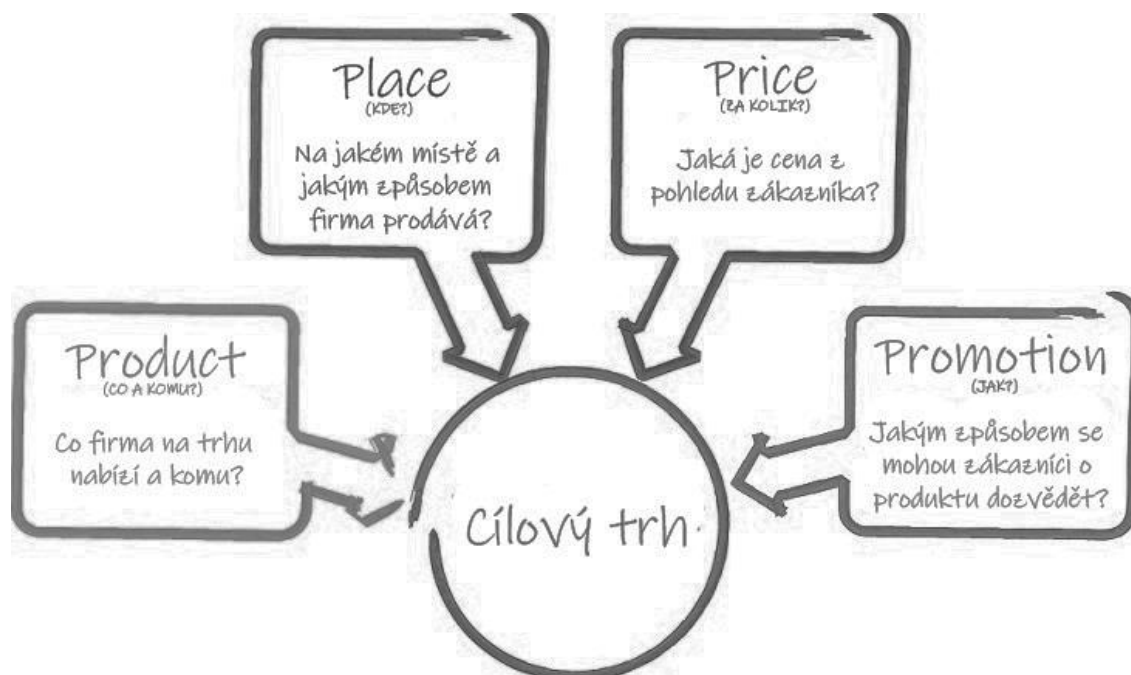 Place
(KDE?)
Na jakém místě a
jakým způsobem
firma prodává?
Price
(ZA KOLIK?)
Jaká je cena z
pohledu zákazníka?
Product
(CO A KOMU?)
Co firma na trhu
nabízí a komu?
Promotion
(JAK?)
Jakým způsobem se
mohou zákazníci o
produktu dozvědět?
Cílový trh